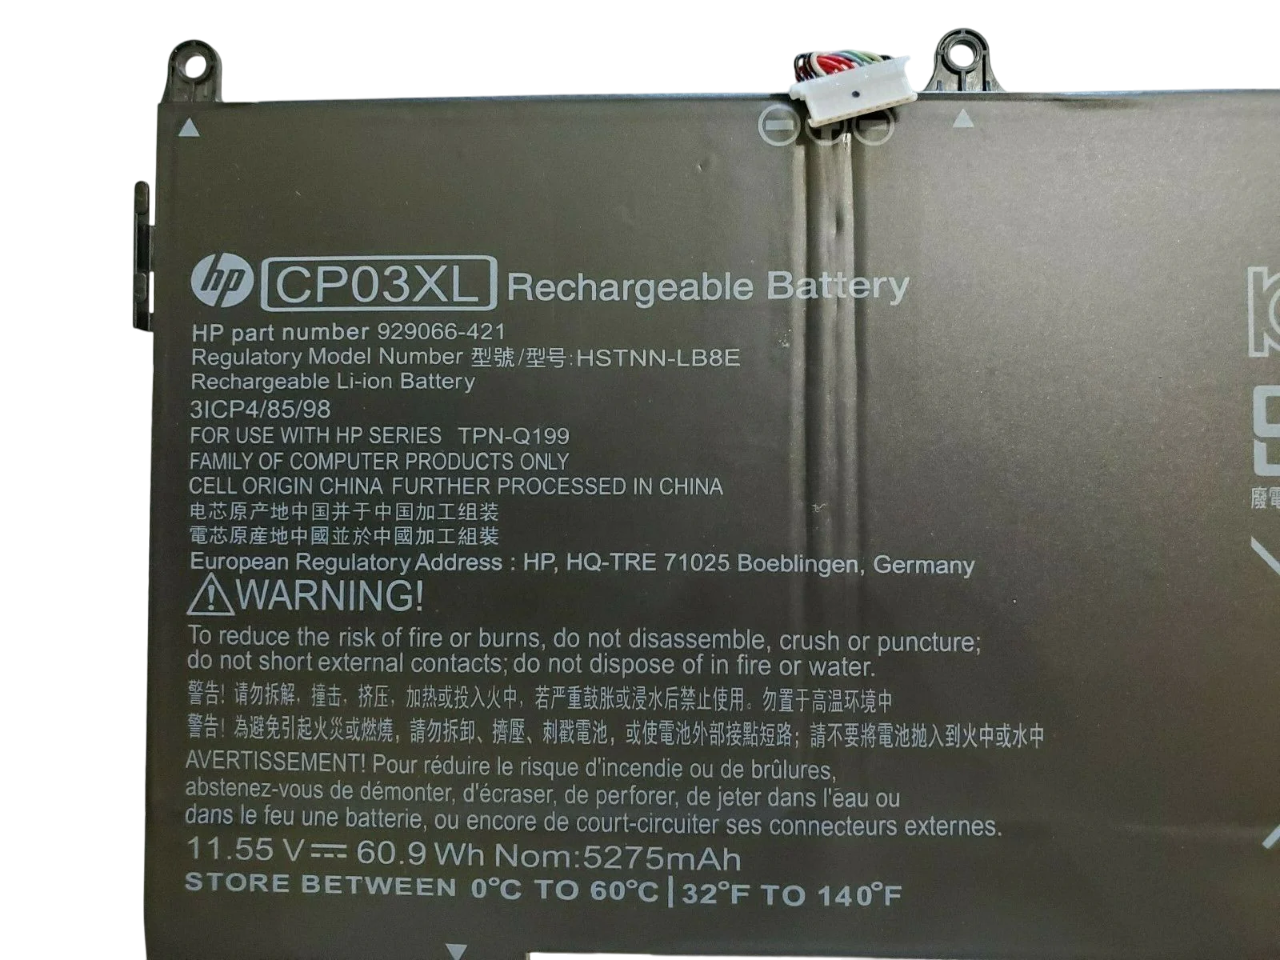 hp CP03XL Rechargeable Battery
HP part number 929066-421
Regulatory Model Number 型號/型号:HSTNN-LB8E
Rechargeable Li-ion Battery
3ICP4/85/98
FOR USE WITH HP SERIES TPN-Q199
FAMILY OF COMPUTER PRODUCTS ONLY
CELL ORIGIN CHINA FURTHER PROCESSED IN CHINA
电芯原产地中国并于中国加工组装
電芯原産地中國並於中國加工組裝
European Regulatory Address : HP, HQ-TRE 71025 Boeblingen, Germany
WARNING!
To reduce the risk of fire or burns, do not disassemble, crush or puncture;
do not short external contacts; do not dispose of in fire or water.
警告! 请勿拆解, 撞击, 挤压, 加热或投入火中, 若严重鼓胀或浸水后禁止使用。勿置于高温环境中
警告! 為避免引起火災或燃燒, 請勿拆卸、擠壓、刺戳電池, 或使電池外部接點短路; 請不要將電池抛入到火中或水中
AVERTISSEMENT! Pour réduire le risque d'incendie ou de brûlures,
abstenez-vous de démonter, d'écraser, de perforer, de jeter dans l'eau ou
dans le feu une batterie, ou encore de court-circuiter ses connecteurs externes.
11.55 V 60.9 Wh Nom:5275mAh
STORE BETWEEN 0°C TO 60°C | 32°F TO 140°F
廢電